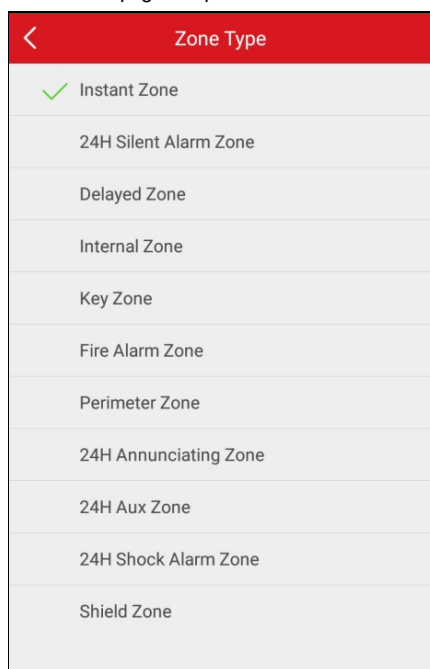 Zone Type
Instant Zone
24H Silent Alarm Zone
Delayed Zone
Internal Zone
Key Zone
Fire Alarm Zone
Perimeter Zone
24H Annunciating Zone
24H Aux Zone
24H Shock Alarm Zone
Shield Zone